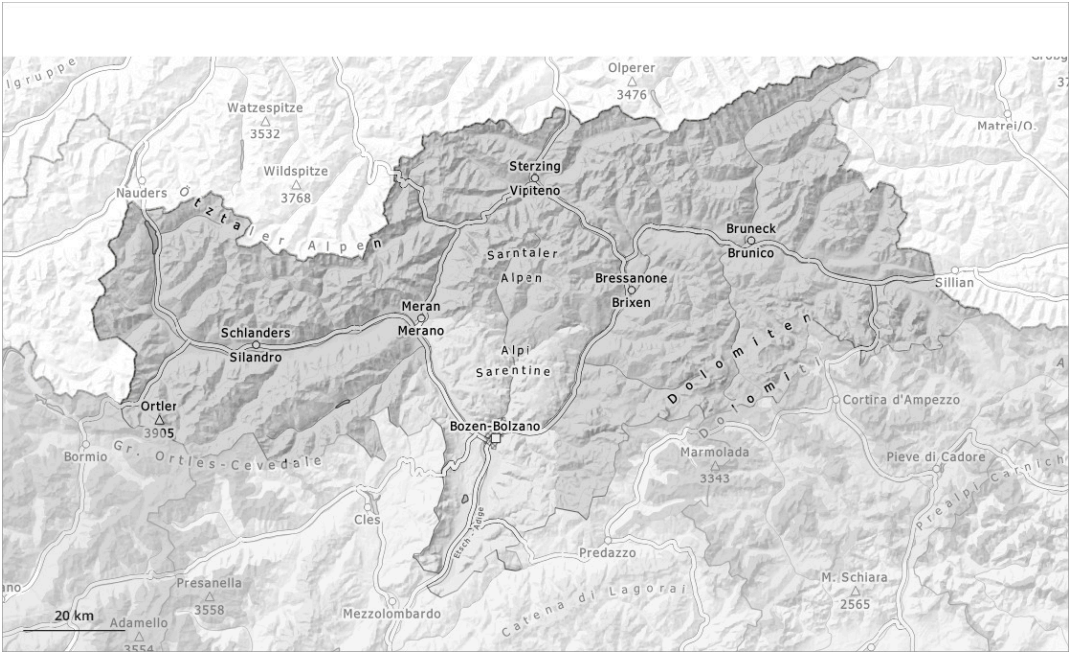 lgruppe
Olperer
3476
Watzespitze
3532
Matrei/O.
Sterzing
Vipiteno
Wildspitze
3768
Nauders
Ötztaler Alpen
Bruneck
Brunico
Sarntaler
Alpen
Bressanone
Brixen
Sillian
Meran
Merano
Schlanders
Silandro
Alpi
Sarentine
Dolomiten
Dolomiti
Ortler
3905
Cortina d'Ampezzo
Bozen-Bolzano
Gr. Ortles-Cevedale
Bormio
Marmolada
3343
Pieve di Cadore
Prealpi Carnich
Cles
Etsch - Adige
Predazzo
ano
Presanella
3558
M. Schiara
2565
Catena di Lagorai
Mezzolombardo
20 km
Adamello
3554